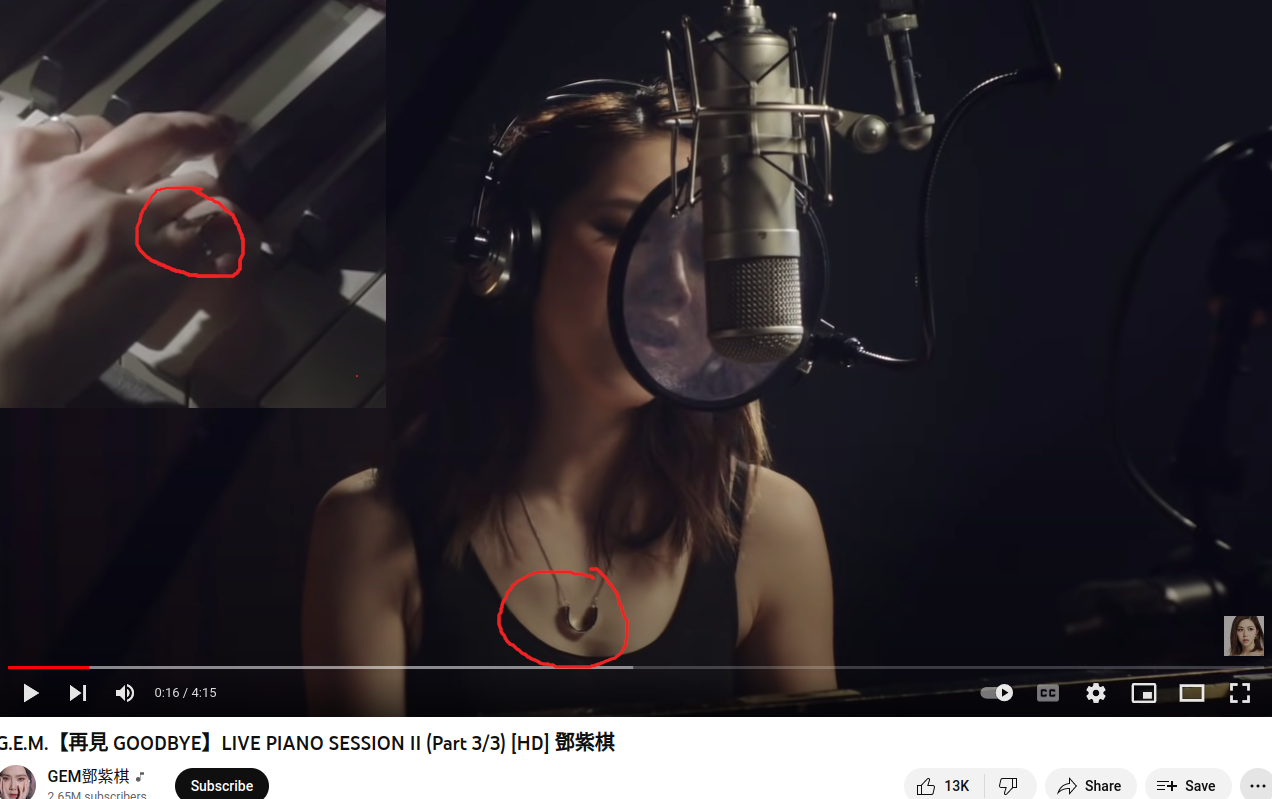 0:16 / 4:15
CC
G.E.M.【再見 GOODBYE】LIVE PIANO SESSION II (Part 3/3) [HD] 鄧紫棋
GEM鄧紫棋
2.65M subscribers
Subscribe
13K
Share
Save